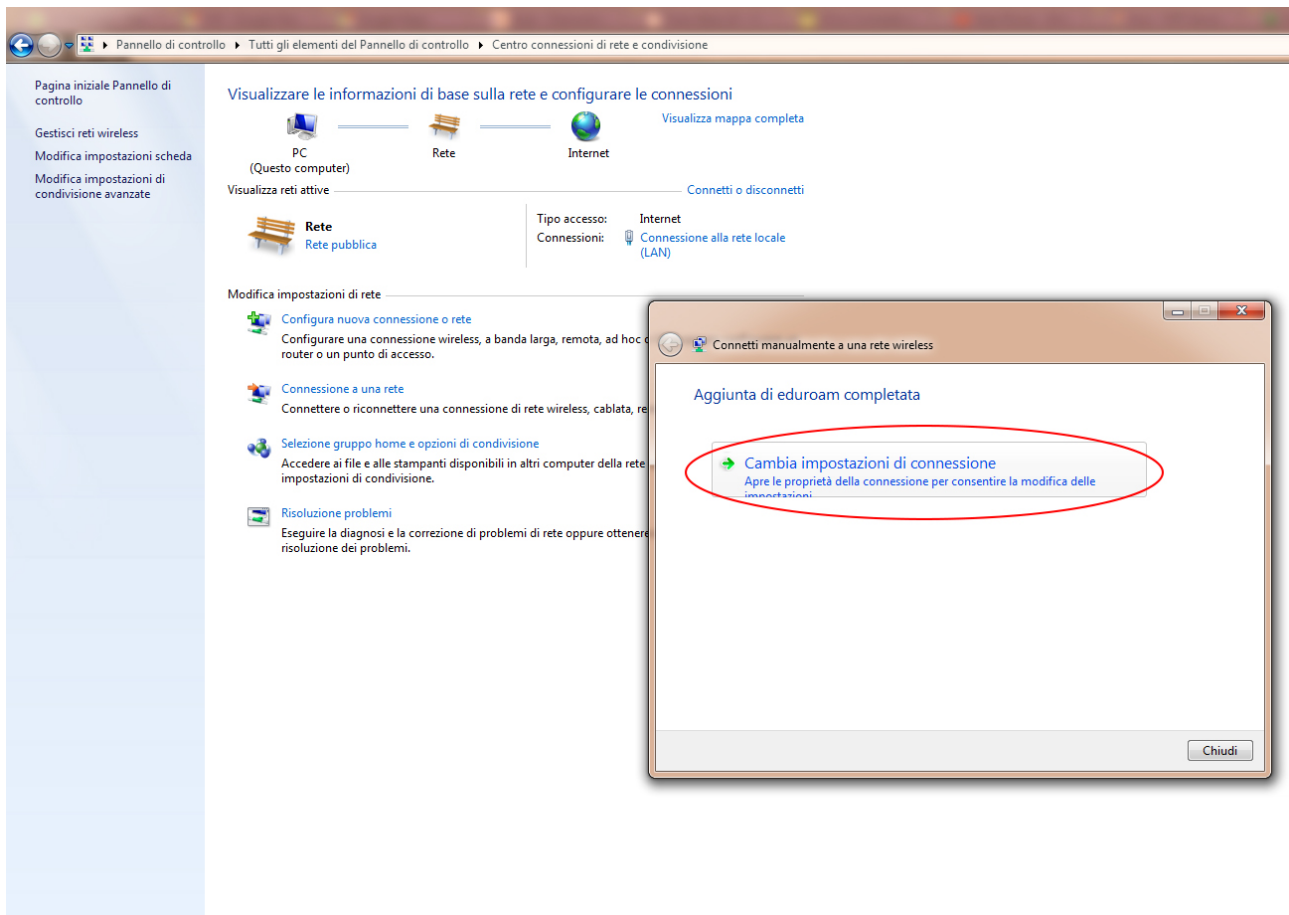 Pannello di controllo ▸ Tutti gli elementi del Pannello di controllo ▸ Centro connessioni di rete e condivisione
Pagina iniziale Pannello di
controllo
Gestisci reti wireless
Modifica impostazioni scheda
Modifica impostazioni di
condivisione avanzate
Visualizzare le informazioni di base sulla rete e configurare le connessioni
Visualizza mappa completa
PC
(Questo computer)
Rete
Internet
Visualizza reti attive
Connetti o disconnetti
Rete
Rete pubblica
Tipo accesso: Internet
Connessioni: Connessione alla rete locale
(LAN)
Modifica impostazioni di rete
Configura nuova connessione o rete
Configurare una connessione wireless, a banda larga, remota, ad hoc
router o un punto di accesso.
Connessione a una rete
Connettere o riconnettere una connessione di rete wireless, cablata, re
Selezione gruppo home e opzioni di condivisione
Accedere ai file e alle stampanti disponibili in altri computer della rete
impostazioni di condivisione.
Risoluzione problemi
Eseguire la diagnosi e la correzione di problemi di rete oppure ottenere
risoluzione dei problemi.
Connetti manualmente a una rete wireless
Aggiunta di eduroam completata
Cambia impostazioni di connessione
Apre le proprietà della connessione per consentire la modifica delle
impostazioni
Chiudi